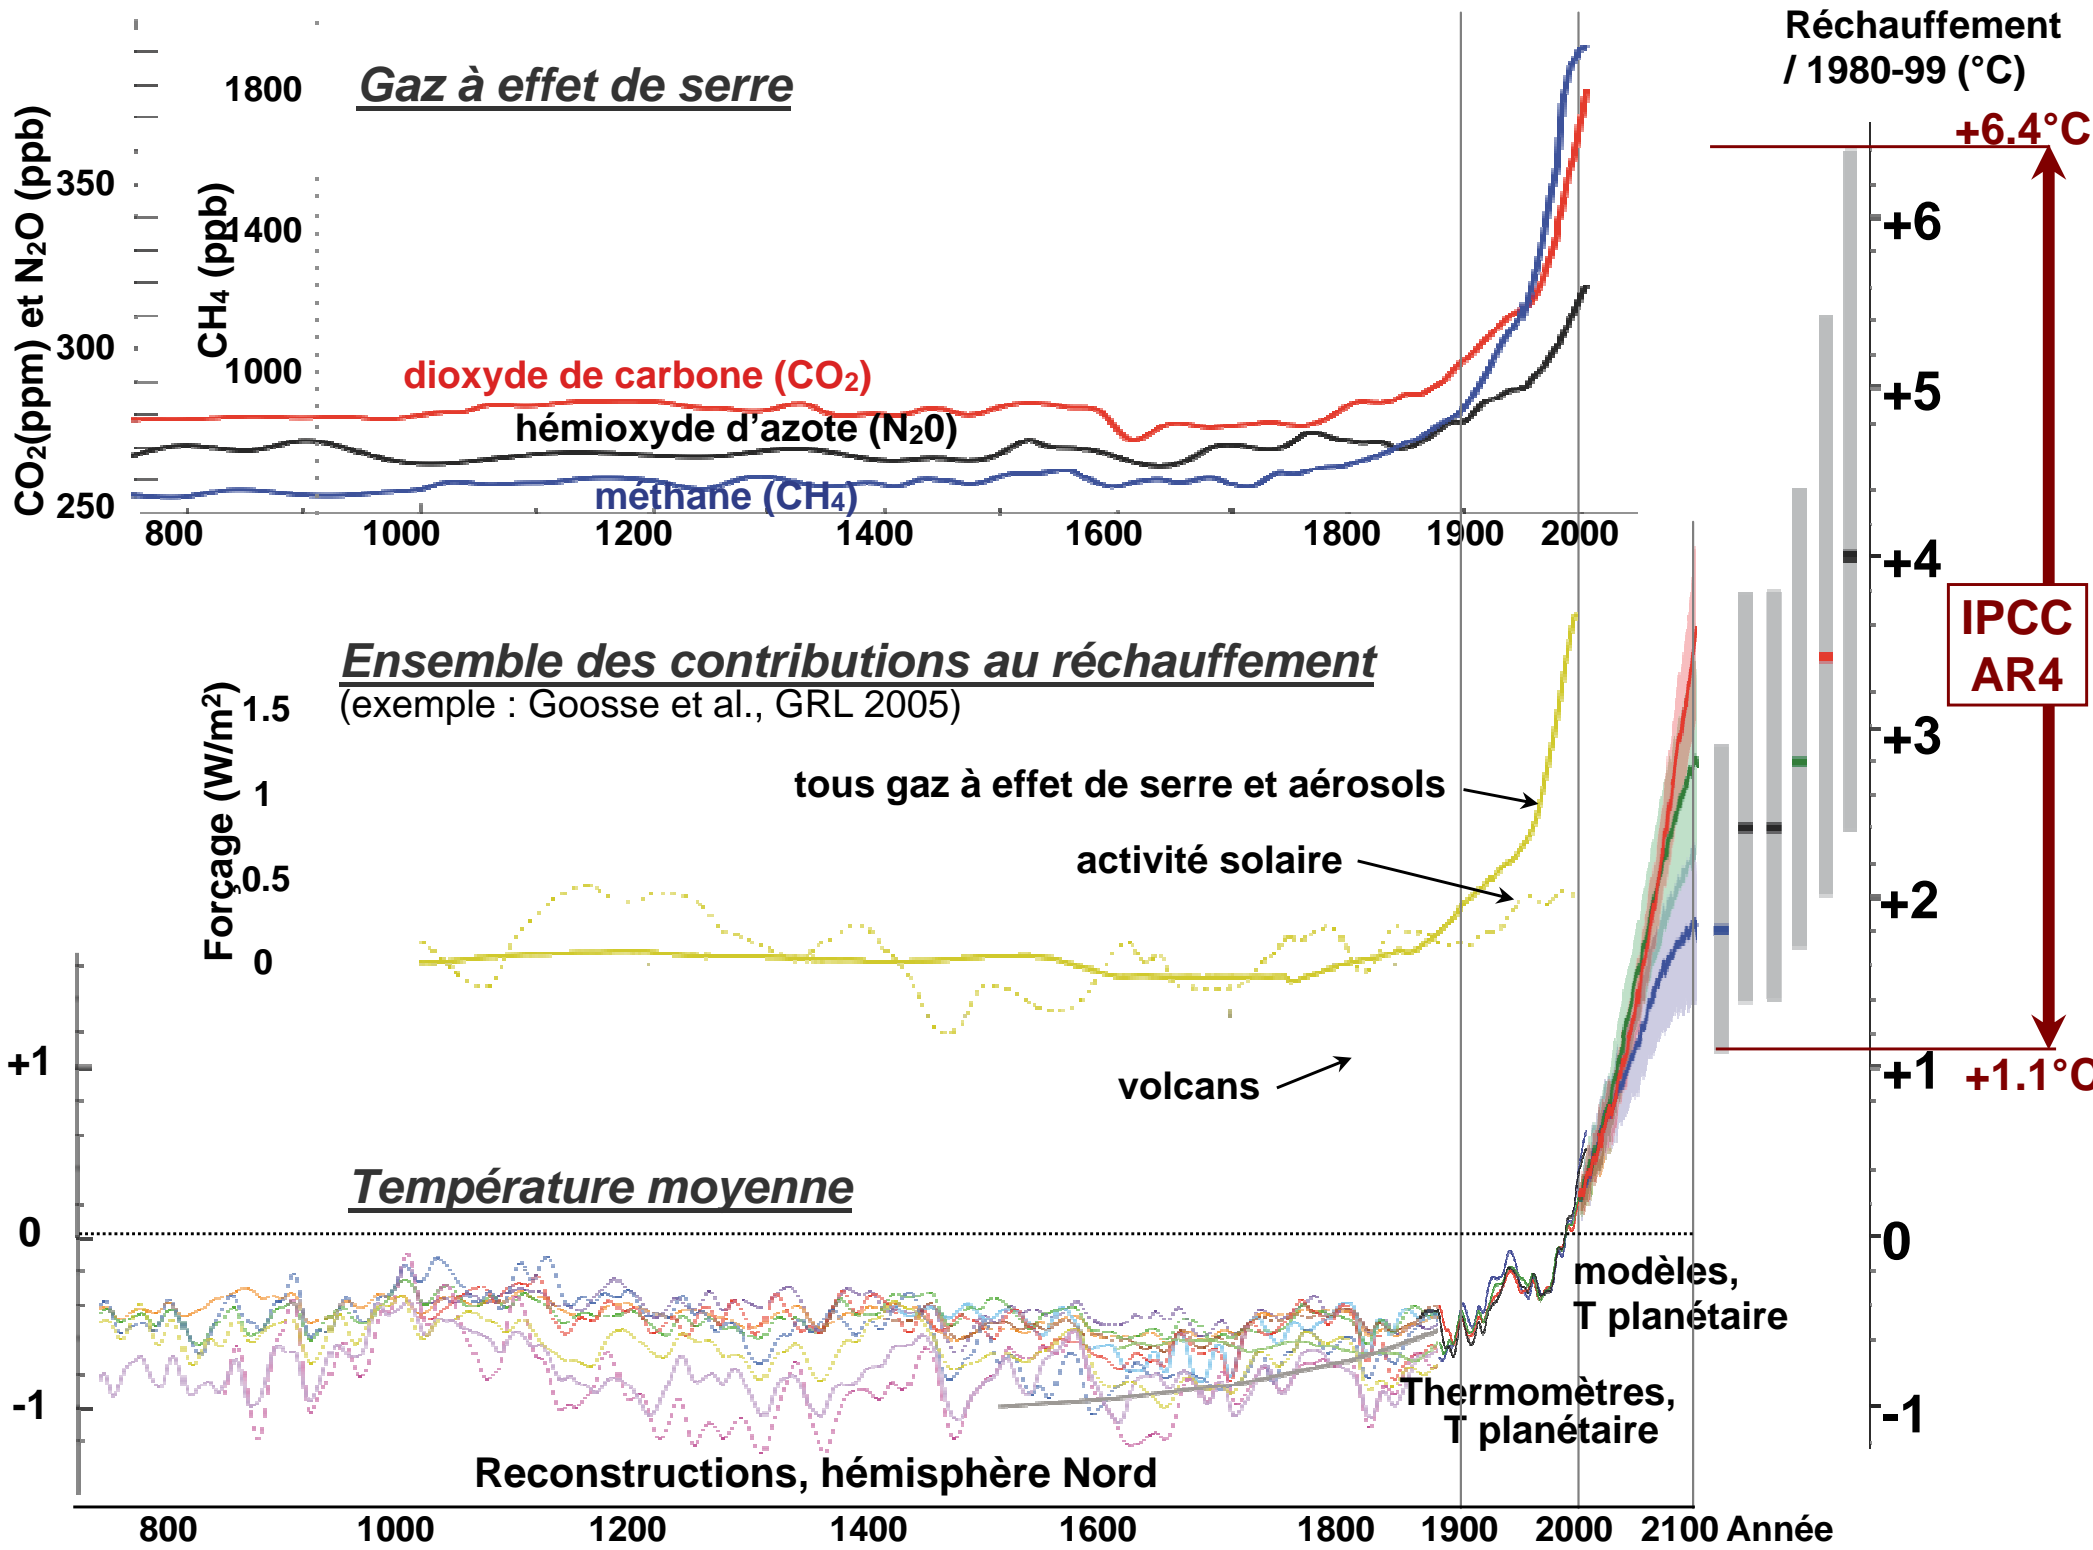 Réchauffement
/ 1980-99 (°C)
Gaz à effet de serre
CO2(ppm) et N2O (ppb)
350
300
250
CH4 (ppb)
1800
1400
1000
dioxyde de carbone (CO2)
hémioxyde d'azote (N20)
méthane (CH4)
800 1000 1200 1400 1600 1800 1900 2000
+6.4°C
+6
+5
+4
+3
+2
+1
0
-1
IPCC
AR4
+1.1°C
Ensemble des contributions au réchauffement
(exemple : Goosse et al., GRL 2005)
Forçage (W/m2)
1.5
1
0.5
0
tous gaz à effet de serre et aérosols
activité solaire
volcans
Température moyenne
+1
0
-1
modèles,
T planétaire
Thermomètres,
T planétaire
Reconstructions, hémisphère Nord
800 1000 1200 1400 1600 1800 1900 2000 2100 Année